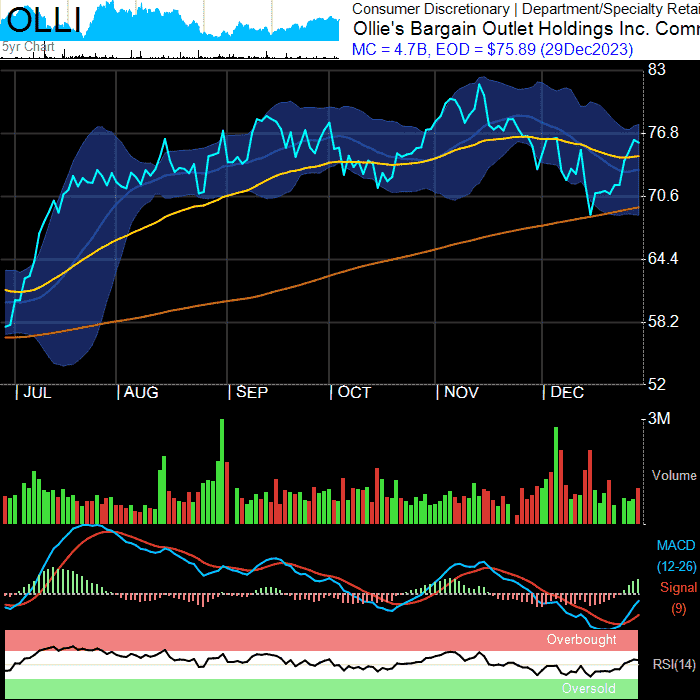 OLLI
5yr Chart
Consumer Discretionary | Department/Specialty Retai
Ollie's Bargain Outlet Holdings Inc. Comm
MC = 4.7B, EOD = $75.89 (29Dec2023)
83
76.8
70.6
64.4
58.2
52
| JUL | AUG | SEP | OCT | NOV | DEC
3M
Volume
MACD
(12-26)
Signal
(9)
Overbought
RSI(14)
Oversold